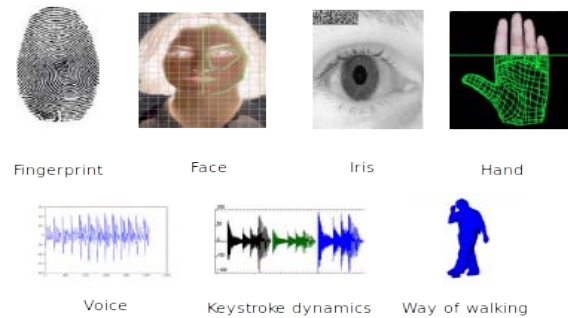 Fingerprint
Face
Iris
Hand
Voice
Keystroke dynamics
Way of walking